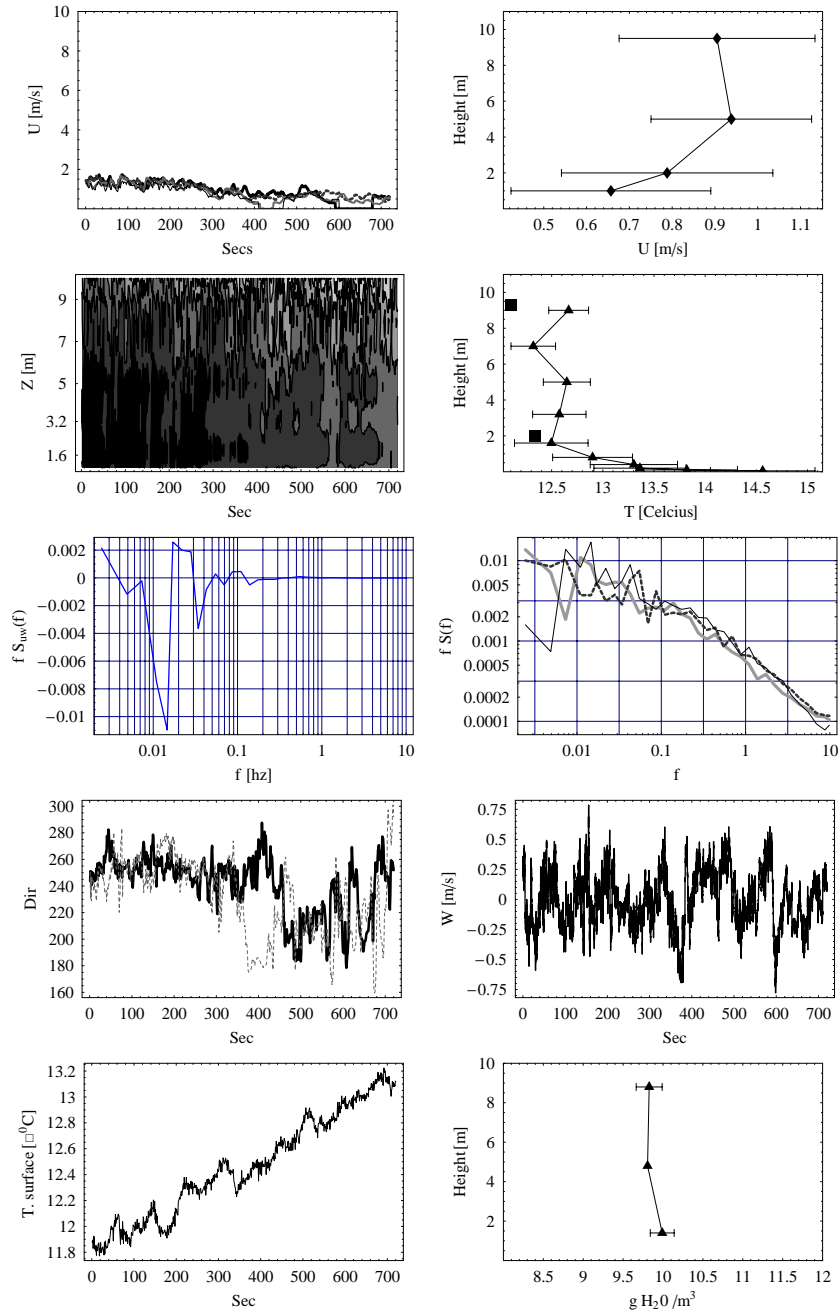 10
8
6
4
2
U [m/s]
0 100 200 300 400 500 600 700
Secs
10
8
6
4
2
Height [m]
0.5 0.6 0.7 0.8 0.9 1 1.1
U [m/s]
9
7
5
3.2
1.6
Z [m]
0 100 200 300 400 500 600 700
Sec
10
8
6
4
2
Height [m]
12.5 13 13.5 14 14.5 15
T [Celcius]
0.002
0
−0.002
−0.004
−0.006
−0.008
−0.01
f Suw(f)
0.01 0.1 1 10
f [hz]
0.01
0.005
0.001
0.0005
0.0001
f S(f)
0.01 0.1 1 10
f
300
280
260
240
220
200
180
160
Dir
0 100 200 300 400 500 600 700
Sec
0.75
0.5
0.25
0
−0.25
−0.5
−0.75
W [m/s]
0 100 200 300 400 500 600 700
Sec
13.2
13
12.8
12.6
12.4
12.2
12
11.8
T. surface [□⁰C]
0 100 200 300 400 500 600 700
Sec
10
8
6
4
2
Height [m]
8.5 9 9.5 10 10.5 11 11.5 12
g H₂0 /m³